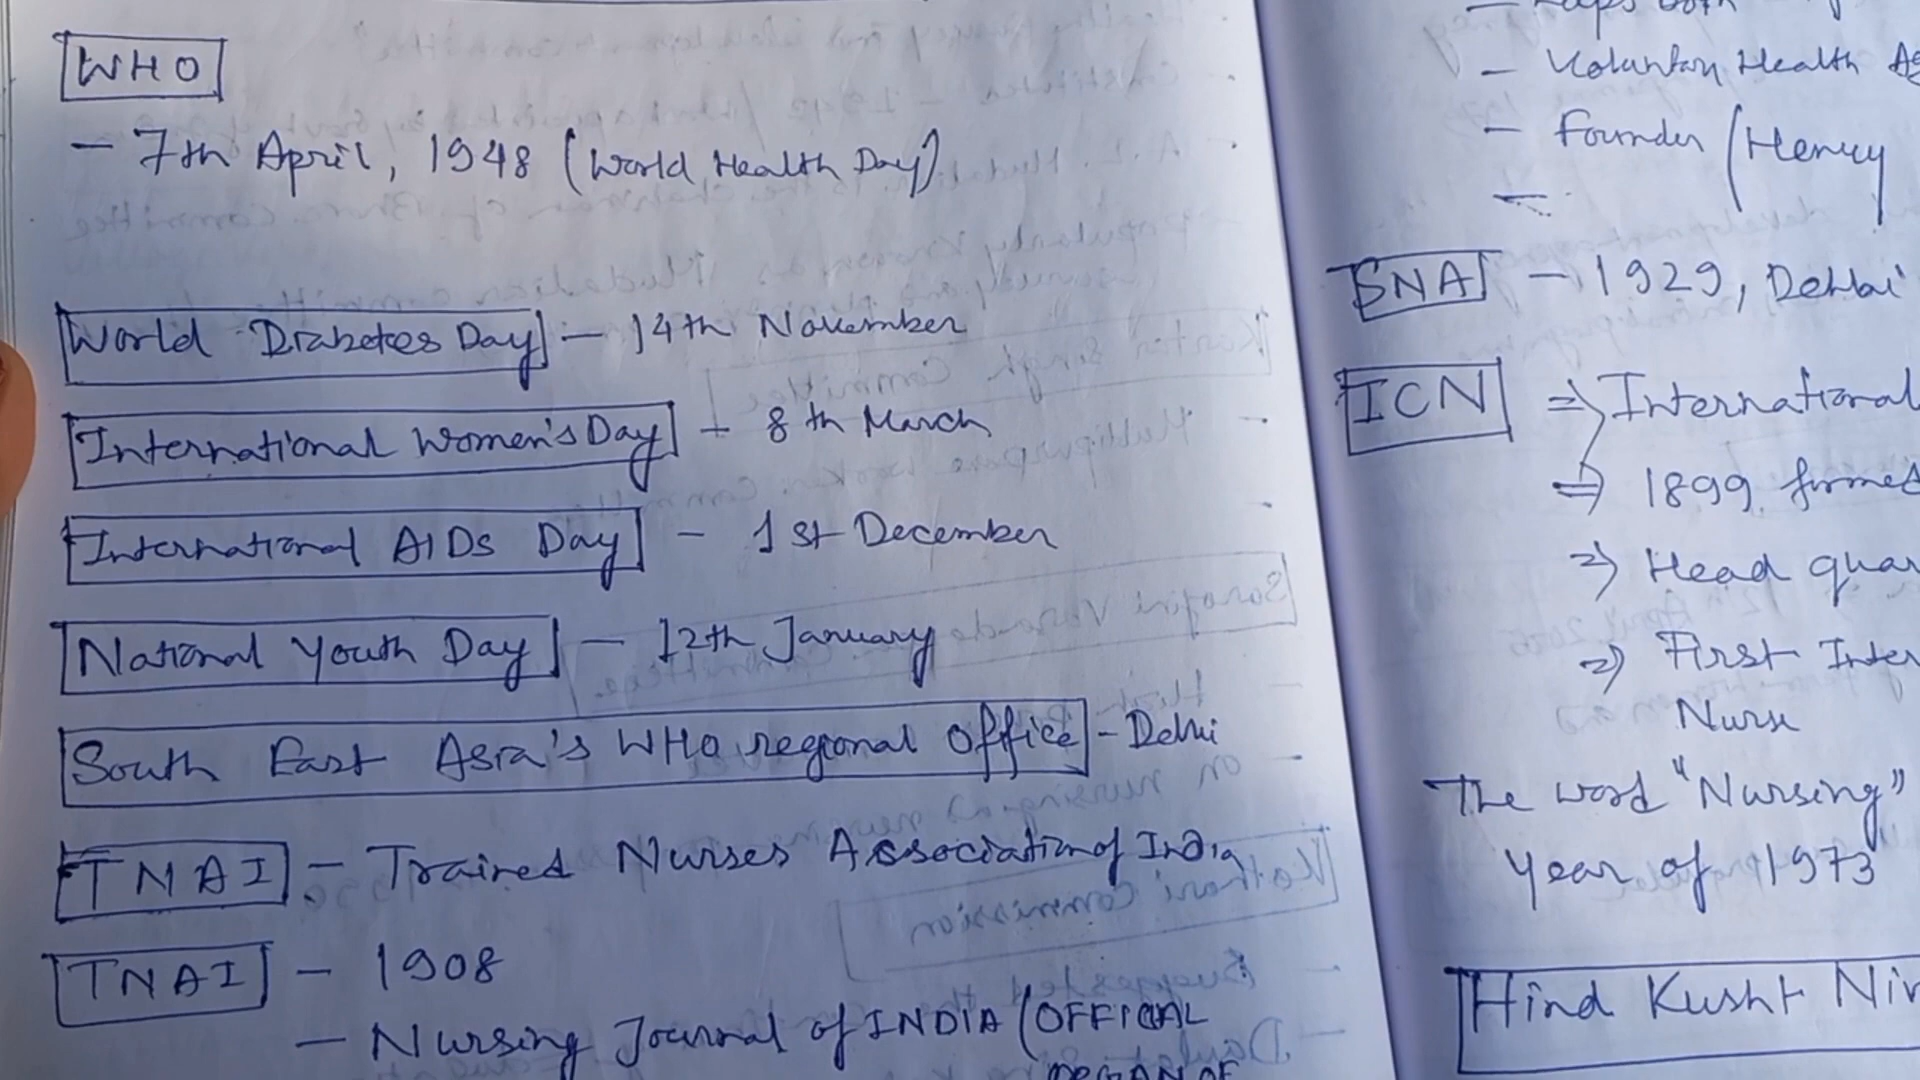 WHO
- 7th April, 1948 (World Health Day)
World Diabetes Day - 14th November
International Women's Day - 8th March
International AIDS Day - 1st December
National Youth Day - 12th January
South East Asia's WHO regional Office - Delhi
TNAI - Trained Nurses Association of India
TNAI - 1908
- Nursing Journal of INDIA (OFFICIAL
ORGAN OF
- Voluntary Health
- Founder (Henry
SNA - 1929, Delhi
ICN => International
=> 1899 formed
=> Head
=> First
Nurse
The word "Nursing"
Year of 1973
Hind Kusht